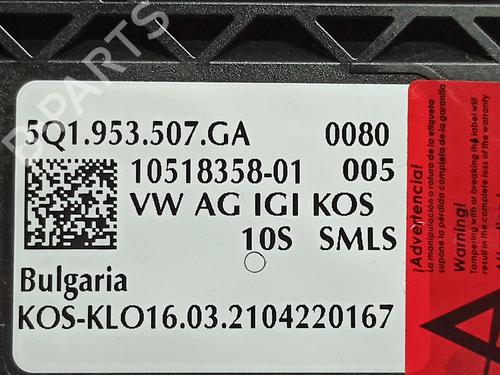 5Q1.953.507.GA 0080
10518358-01 005
VW AG IGI KOS
10S SMLS
Bulgaria
KOS-KLO16.03.2104220167
¡Advertencia!
La manipulación o rotura de la etiqueta
supone la pérdida completa de la garantía
Warning!
Tampering with or breaking the label will
result in the complete loss of the warranty
B-PARTS